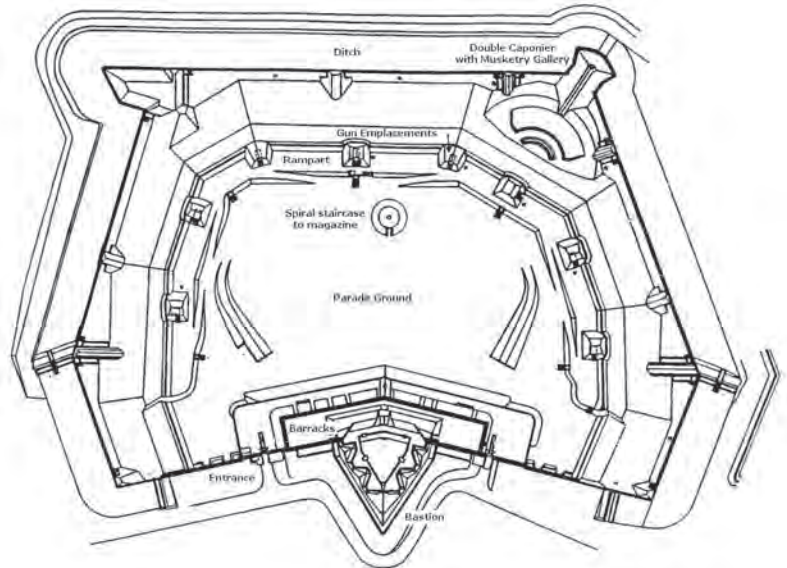 Ditch
Double Caponier
with Musketry Gallery
Gun Emplacements
Rampart
Spiral staircase
to magazine
Parade Ground
Barracks
Entrance
Bastion